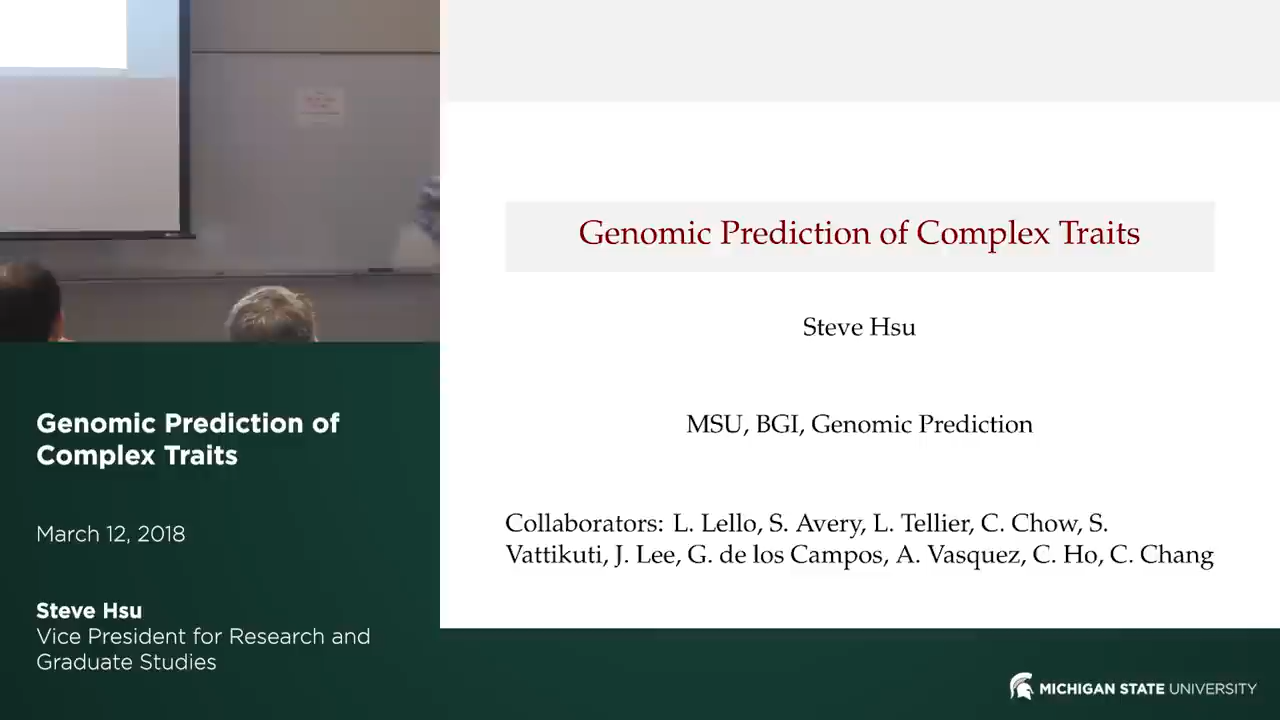 Genomic Prediction of Complex Traits
Steve Hsu
MSU, BGI, Genomic Prediction
Collaborators: L. Lello, S. Avery, L. Tellier, C. Chow, S.
Vattikuti, J. Lee, G. de los Campos, A. Vasquez, C. Ho, C. Chang
Genomic Prediction of
Complex Traits
March 12, 2018
Steve Hsu
Vice President for Research and
Graduate Studies
MICHIGAN STATE UNIVERSITY